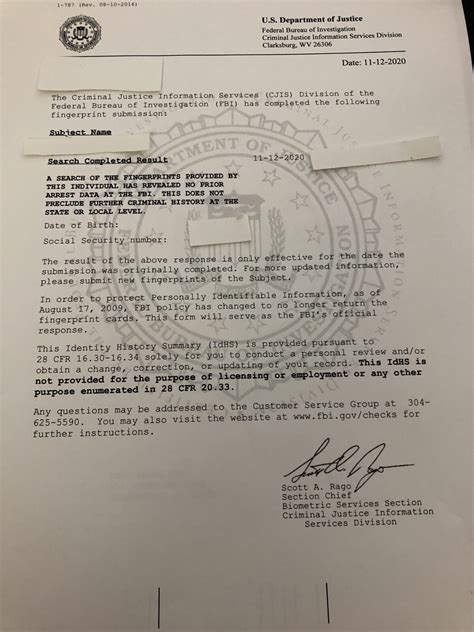 1-787 (Rev. 08-10-2016)
U.S. Department of Justice
Federal Bureau of Investigation
Criminal Justice Information Services Division
Clarksburg, WV 26306
Date: 11-12-2020
The Criminal Justice Information Services (CJIS) Division of the
Federal Bureau of Investigation (FBI) has completed the following
fingerprint submission:
Subject Name
Search Completed Result 11-12-2020
A SEARCH OF THE FINGERPRINTS PROVIDED BY
THIS INDIVIDUAL HAS REVEALED NO PRIOR
ARREST DATA AT THE FBI. THIS DOES NOT
PRECLUDE FURTHER CRIMINAL HISTORY AT THE
STATE OR LOCAL LEVEL.
Date of Birth:
Social Security number:
The result of the above response is only effective for the date the
submission was originally completed. For more updated information,
please submit new fingerprints of the Subject.
In order to protect Personally Identifiable Information, as of
August 17, 2009, FBI policy has changed to no longer return the
fingerprint cards. This form will serve as the FBI's official
response.
This Identity History Summary (IdHS) is provided pursuant to
28 CFR 16.30-16.34 solely for you to conduct a personal review and/or
obtain a change, correction, or updating of your record. This IdHS is
not provided for the purpose of licensing or employment or any other
purpose enumerated in 28 CFR 20.33.
Any questions may be addressed to the Customer Service Group at 304-
625-5590. You may also visit the website at www.fbi.gov/checks for
further instructions.
Scott A. Rago
Section Chief
Biometric Services Section
Criminal Justice Information
Services Division